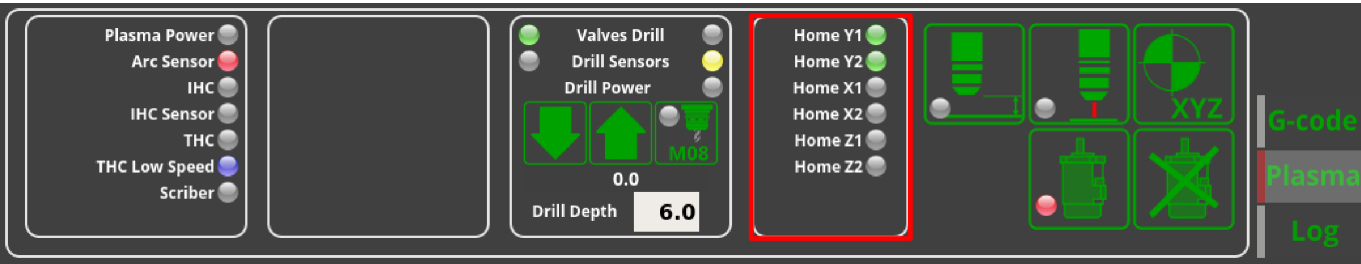 Plasma Power
Arc Sensor
IHC
IHC Sensor
THC
THC Low Speed
Scriber
Valves Drill
Drill Sensors
Drill Power
M08
0.0
Drill Depth 6.0
Home Y1
Home Y2
Home X1
Home X2
Home Z1
Home Z2
XYZ
G-code
Plasma
Log